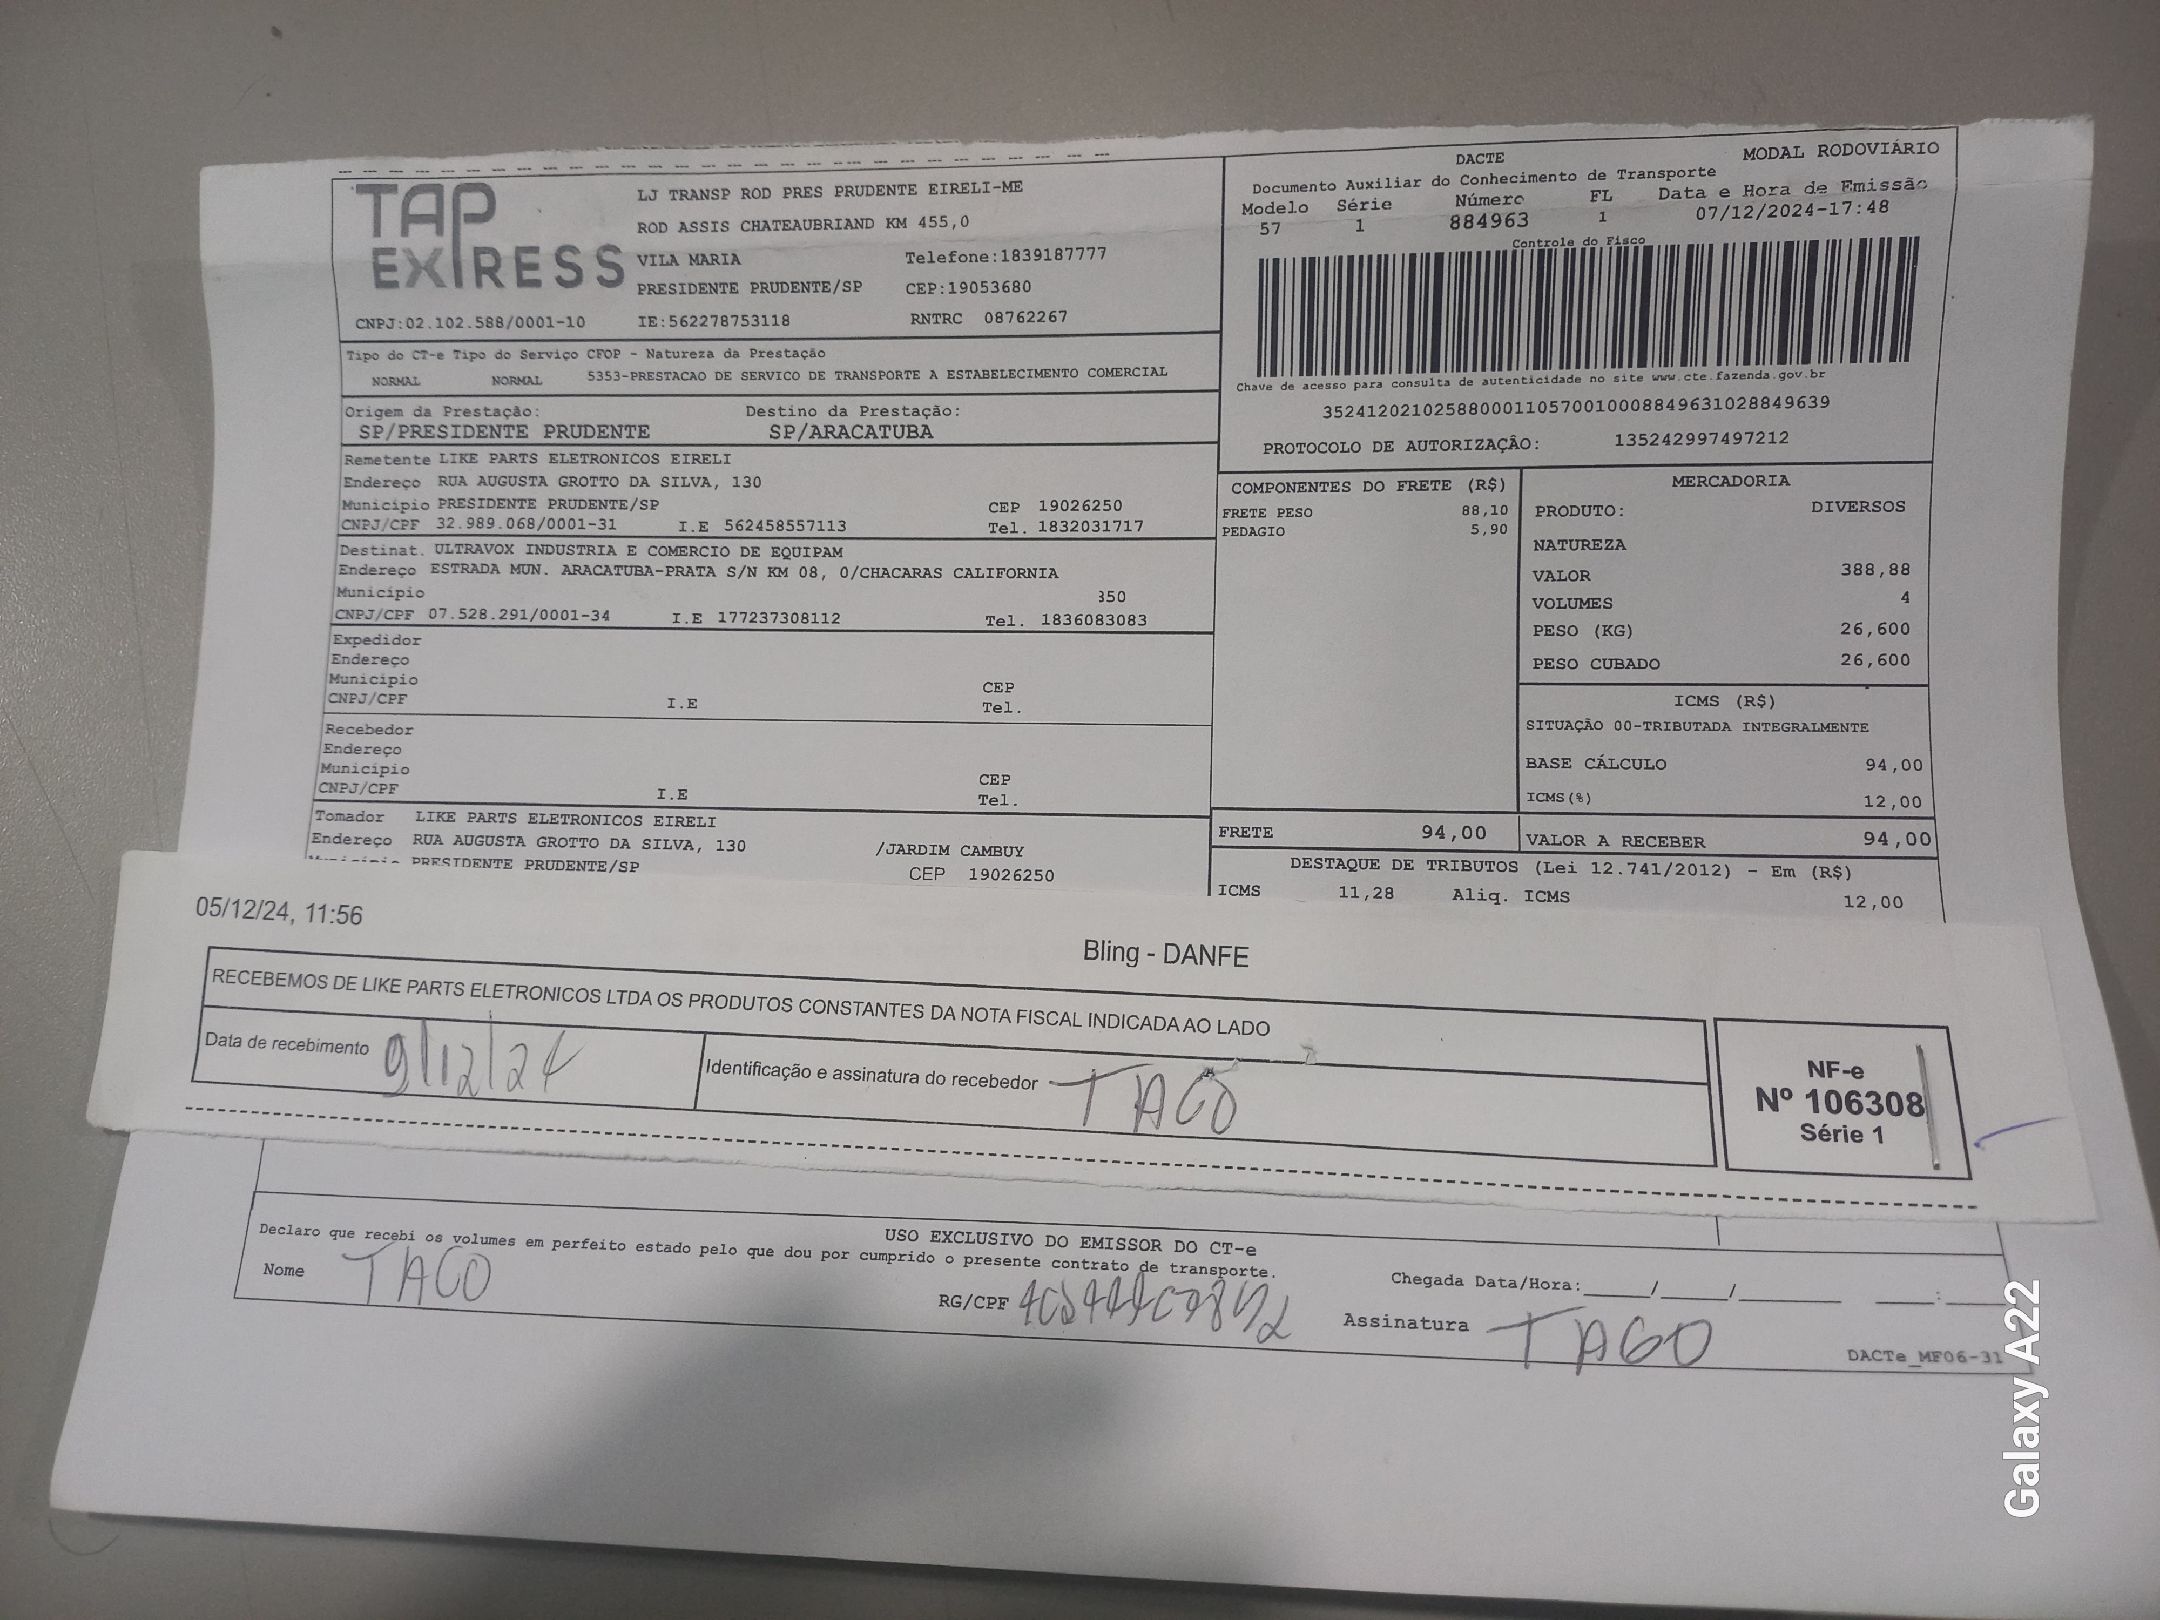 TAP
EXPRESS
LJ TRANSP ROD PRES PRUDENTE EIRELI-ME
ROD ASSIS CHATEAUBRIAND KM 455,0
VILA MARIA Telefone:1839187777
PRESIDENTE PRUDENTE/SP CEP:19053680
CNPJ:02.102.588/0001-10 IE:562278753118 RNTRC 08762267
DACTE MODAL RODOVIÁRIO
Documento Auxiliar do Conhecimento de Transporte
Modelo Série Número FL Data e Hora de Emissão
57 1 884963 1 07/12/2024-17:48
Controle do Fisco
Chave de acesso para consulta de autenticidade no site www.cte.fazenda.gov.br
35241202102588000110570010008849631028849639
PROTOCOLO DE AUTORIZAÇÃO: 135242997497212
Tipo do CT-e Tipo do Serviço CFOP - Natureza da Prestação
NORMAL NORMAL 5353-PRESTACAO DE SERVICO DE TRANSPORTE A ESTABELECIMENTO COMERCIAL
Origem da Prestação: Destino da Prestação:
SP/PRESIDENTE PRUDENTE SP/ARACATUBA
Remetente LIKE PARTS ELETRONICOS EIRELI
Endereço RUA AUGUSTA GROTTO DA SILVA, 130
Municipio PRESIDENTE PRUDENTE/SP CEP 19026250
CNPJ/CPF 32.989.068/0001-31 I.E 562458557113 Tel. 1832031717
Destinat. ULTRAVOX INDUSTRIA E COMERCIO DE EQUIPAM
Endereço ESTRADA MUN. ARACATUBA-PRATA S/N KM 08, 0/CHACARAS CALIFORNIA
Municipio 350
CNPJ/CPF 07.528.291/0001-34 I.E 177237308112 Tel. 1836083083
Expedidor
Endereço
Municipio CEP
CNPJ/CPF I.E Tel.
Recebedor
Endereço
Municipio CEP
CNPJ/CPF I.E Tel.
Tomador LIKE PARTS ELETRONICOS EIRELI
Endereço RUA AUGUSTA GROTTO DA SILVA, 130 /JARDIM CAMBUY
Municipio PRESIDENTE PRUDENTE/SP CEP 19026250
COMPONENTES DO FRETE (R$)
FRETE PESO 88,10
PEDAGIO 5,90
MERCADORIA
PRODUTO: DIVERSOS
NATUREZA
VALOR 388,88
VOLUMES 4
PESO (KG) 26,600
PESO CUBADO 26,600
ICMS (R$)
SITUAÇÃO 00-TRIBUTADA INTEGRALMENTE
BASE CÁLCULO 94,00
ICMS(%) 12,00
FRETE 94,00 VALOR A RECEBER 94,00
DESTAQUE DE TRIBUTOS (Lei 12.741/2012) - Em (R$)
ICMS 11,28 Aliq. ICMS 12,00
05/12/24, 11:56
Bling - DANFE
RECEBEMOS DE LIKE PARTS ELETRONICOS LTDA OS PRODUTOS CONSTANTES DA NOTA FISCAL INDICADA AO LADO
Data de recebimento 9/12/24 Identificação e assinatura do recebedor
NF-e
Nº 106308
Série 1
USO EXCLUSIVO DO EMISSOR DO CT-e
Declaro que recebi os volumes em perfeito estado pelo que dou por cumprido o presente contrato de transporte.
Nome RG/CPF
Chegada Data/Hora:_____/_____/________ ____:____
Assinatura
DACTe_MF06-31
Galaxy A22